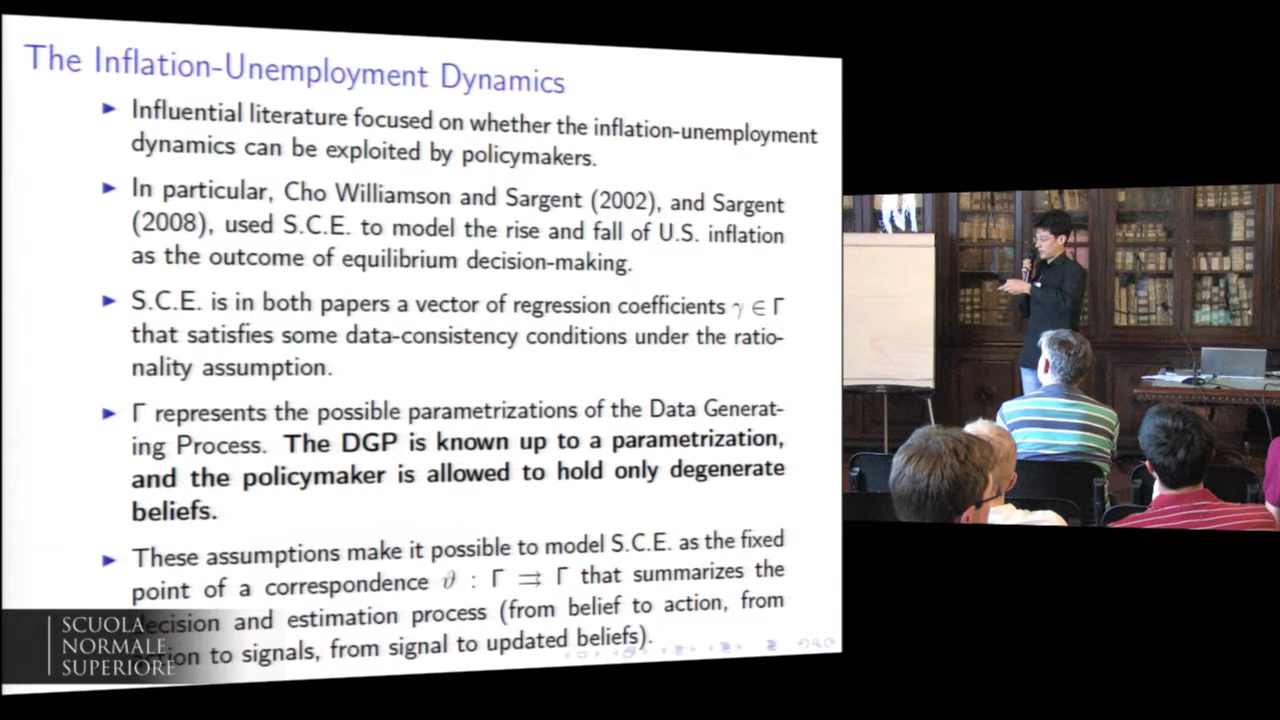 The Inflation-Unemployment Dynamics
Influential literature focused on whether the inflation-unemployment
dynamics can be exploited by policymakers.
In particular, Cho Williamson and Sargent (2002), and Sargent
(2008), used S.C.E. to model the rise and fall of U.S. inflation
as the outcome of equilibrium decision-making.
S.C.E. is in both papers a vector of regression coefficients γ ∈ Γ
that satisfies some data-consistency conditions under the ratio-
nality assumption.
Γ represents the possible parametrizations of the Data Generat-
ing Process. The DGP is known up to a parametrization,
and the policymaker is allowed to hold only degenerate
beliefs.
These assumptions make it possible to model S.C.E. as the fixed
point of a correspondence ϑ : Γ ⇉ Γ that summarizes the
decision and estimation process (from belief to action, from
action to signals, from signal to updated beliefs).
SCUOLA
NORMALE
SUPERIORE